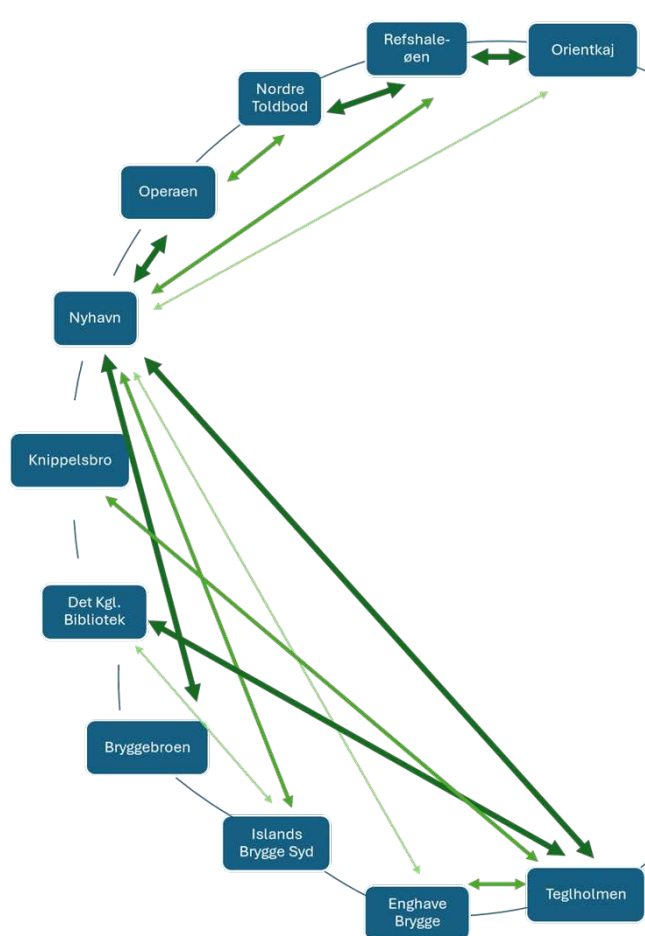 Refshale-
øen
Orientkaj
Nordre
Toldbod
Operaen
Nyhavn
Knippelsbro
Det Kgl.
Bibliotek
Bryggebroen
Islands
Brygge Syd
Enghave
Brygge
Teglholmen